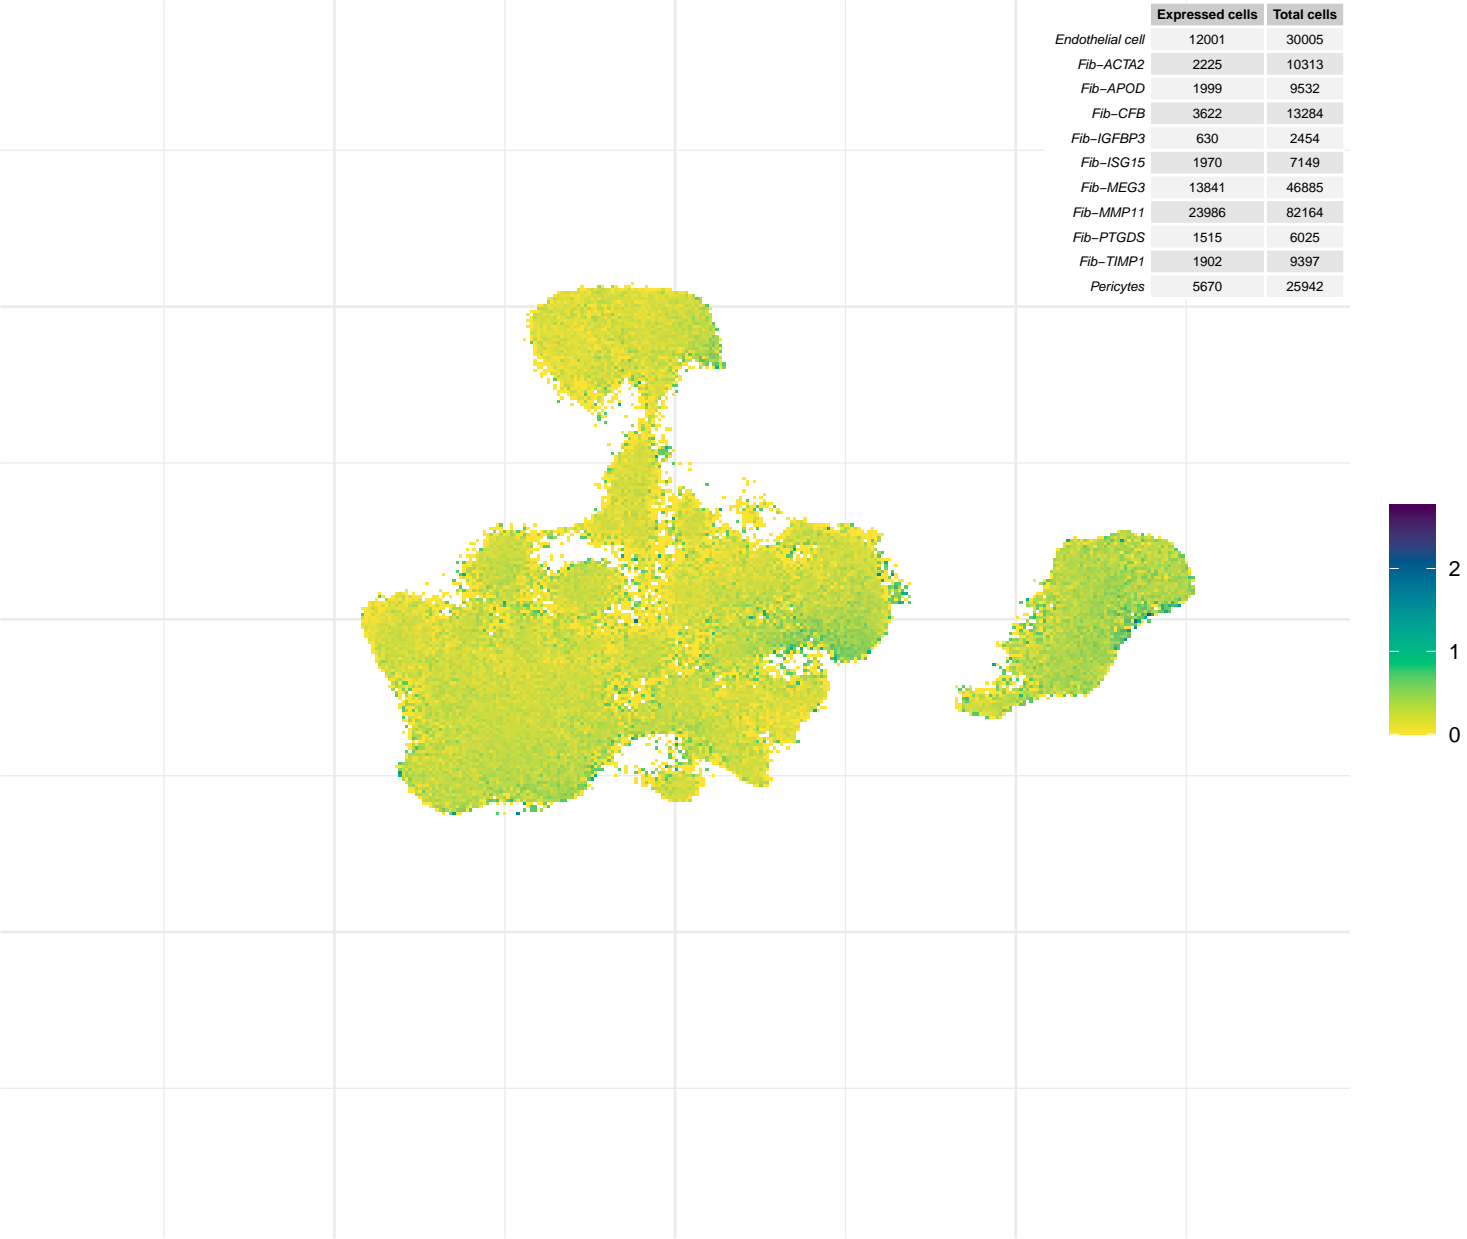 Expressed cells Total cells
Endothelial cell 12001 30005
Fib−ACTA2 2225 10313
Fib−APOD 1999 9532
Fib−CFB 3622 13284
Fib−IGFBP3 630 2454
Fib−ISG15 1970 7149
Fib−MEG3 13841 46885
Fib−MMP11 23986 82164
Fib−PTGDS 1515 6025
Fib−TIMP1 1902 9397
Pericytes 5670 25942
2
1
0